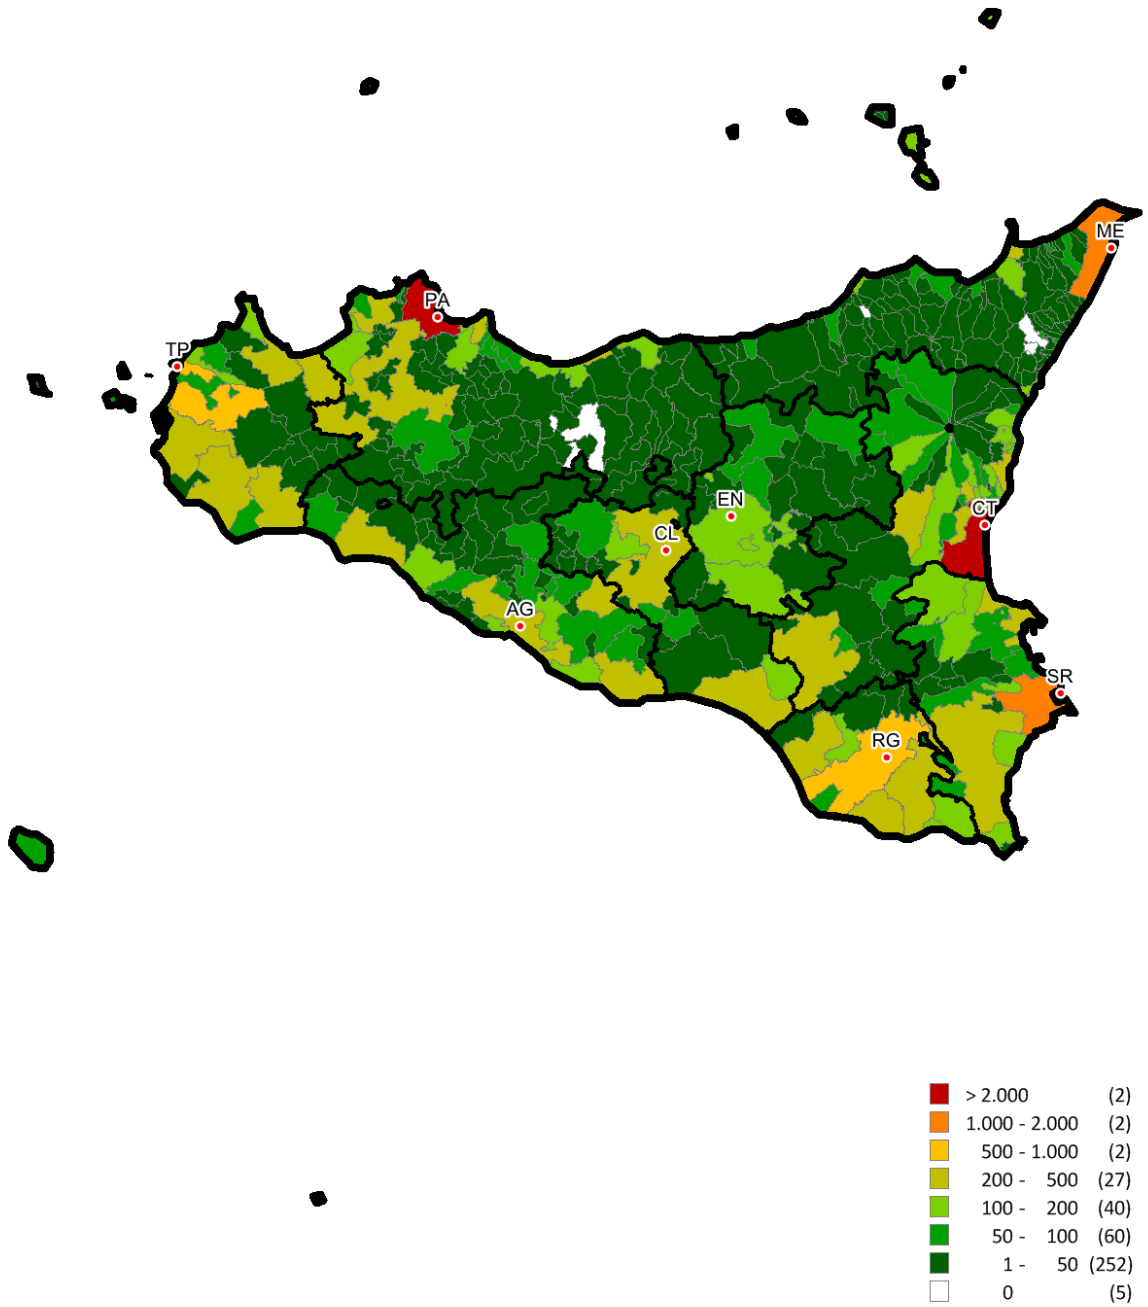 ME
PA
TP
CT
EN
CL
AG
SR
RG
> 2.000 (2)
1.000 - 2.000 (2)
500 - 1.000 (2)
200 - 500 (27)
100 - 200 (40)
50 - 100 (60)
1 - 50 (252)
0 (5)